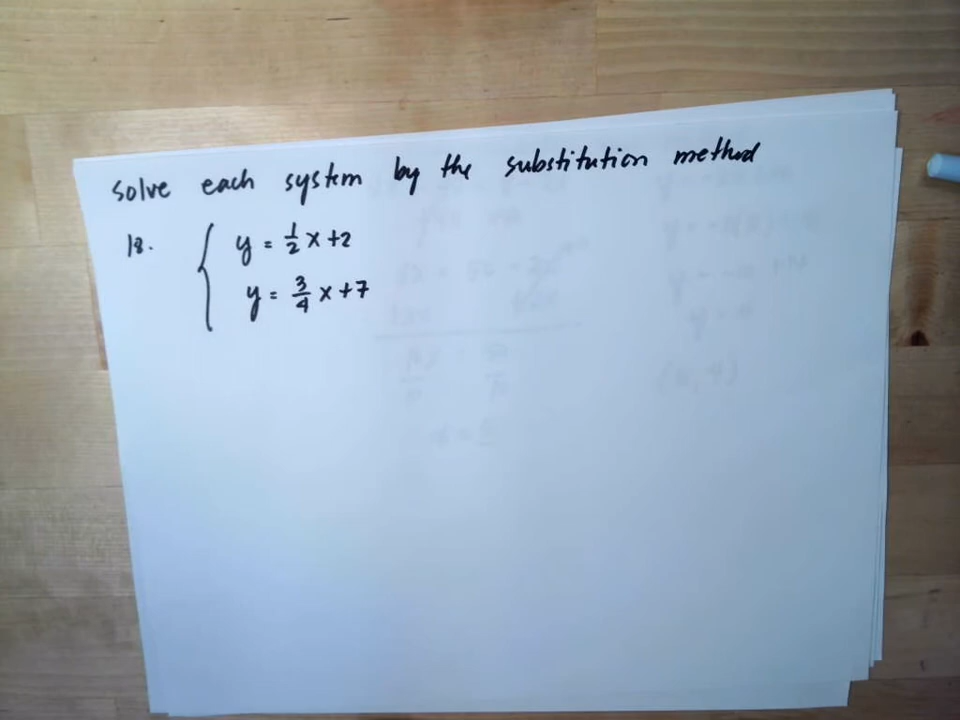 solve each system by the substitution method
18. { y = 1/2 x + 2
y = 3/4 x + 7